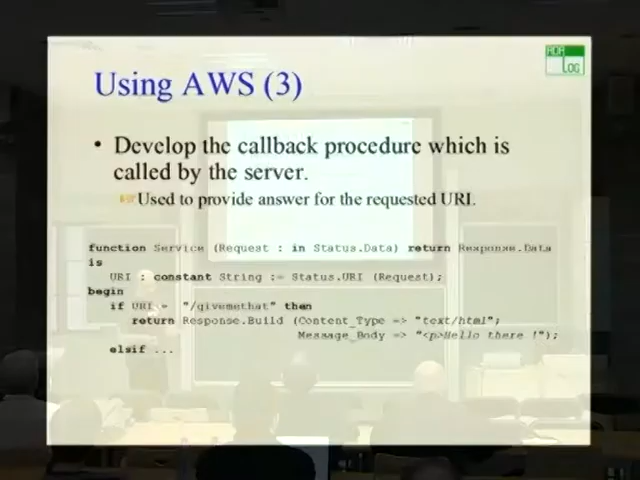 ADA
LOG
Using AWS (3)
• Develop the callback procedure which is
called by the server.
Used to provide answer for the requested URI.
function Service (Request : in Status.Data) return Response.Data
is
URI : constant String := Status.URI (Request);
begin
if URI = "/givemethat" then
return Response.Build (Content_Type => "text/html",
Message_Body => "<p>Hello there !");
elsif ...